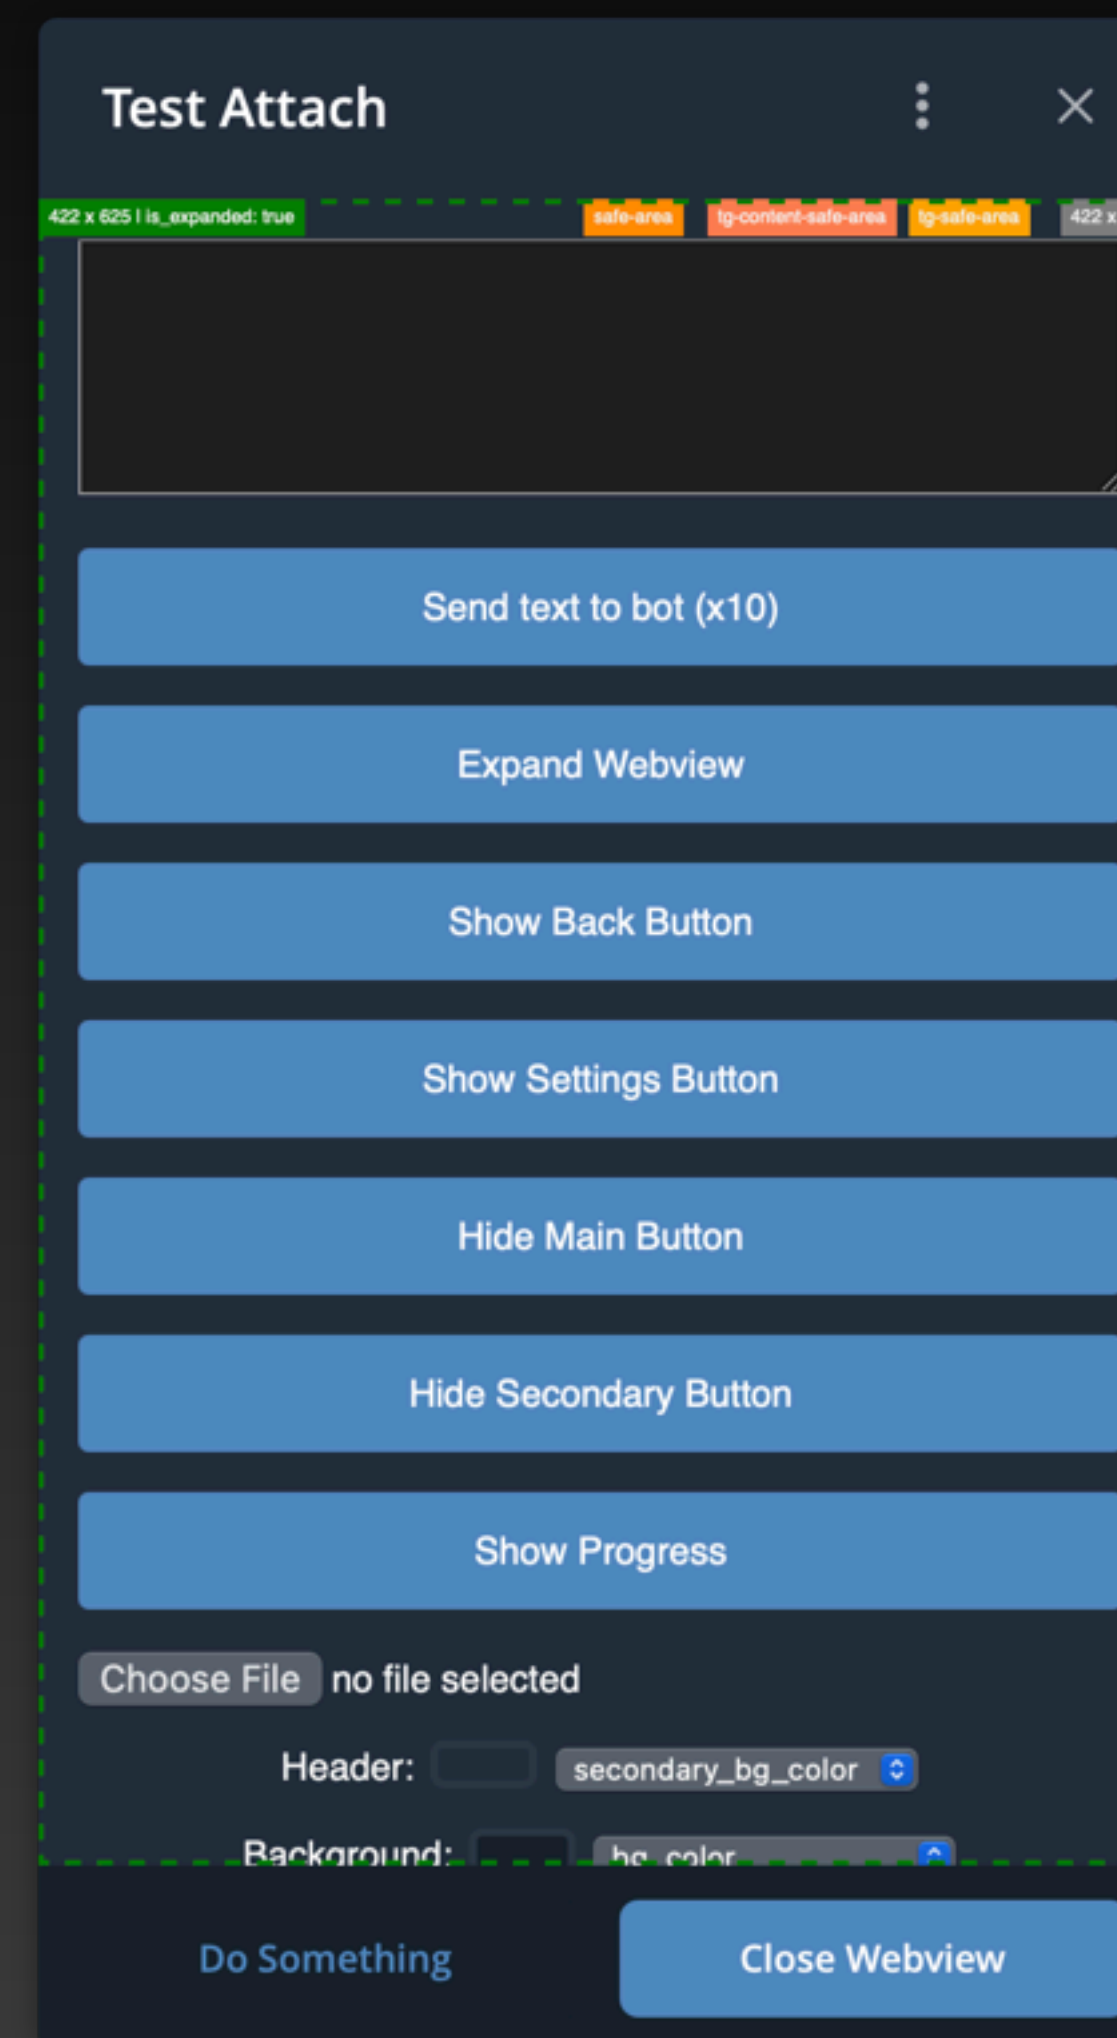 Test Attach
422 x 625 | is_expanded: true safe-area tg-content-safe-area tg-safe-area 422 x
Send text to bot (x10)
Expand Webview
Show Back Button
Show Settings Button
Hide Main Button
Hide Secondary Button
Show Progress
Choose File no file selected
Header: secondary_bg_color
Background: bg_color
Do Something Close Webview